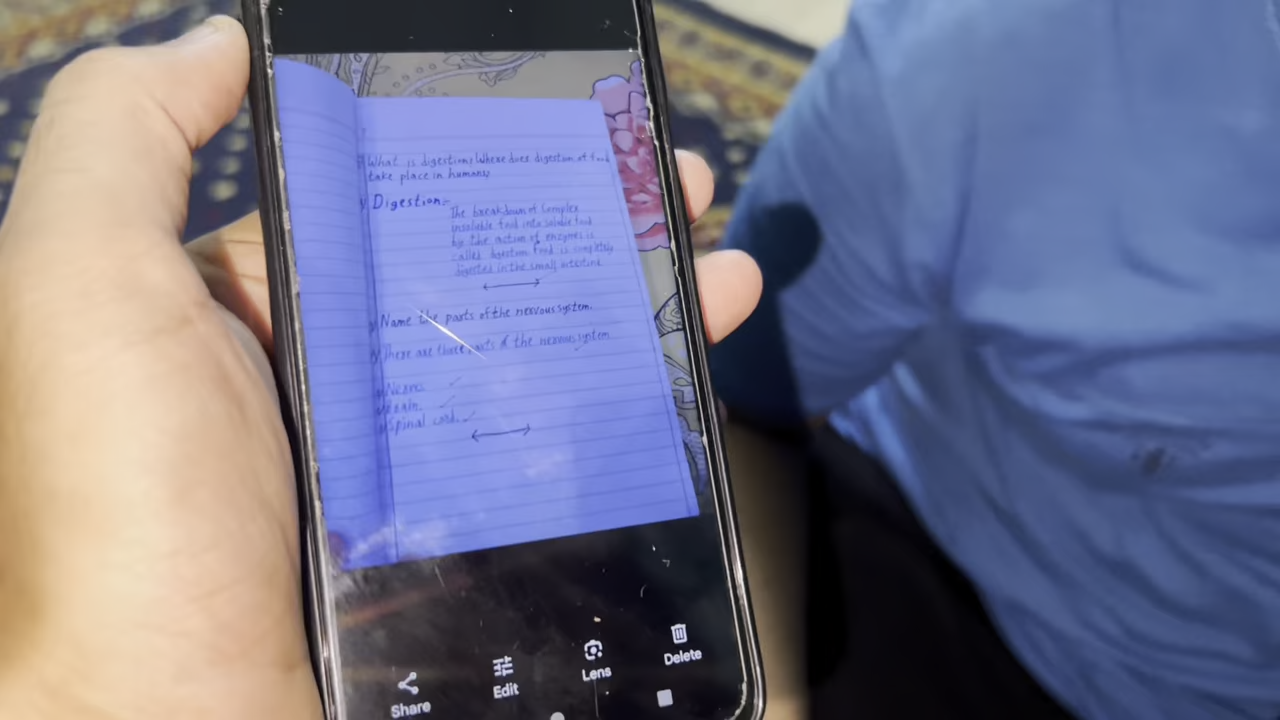 What is digestion; Where does digestion of food
take place in humans;
Digestion:-
The breakdown of Complex
insoluble food into soluble food
by the action of enzymes is
called digestion food is completely
digested in the small intestine
Name the parts of the nervous system.
There are three parts of the nervous system
Nerves
Brain
Spinal cord.
Share
Edit
Lens
Delete